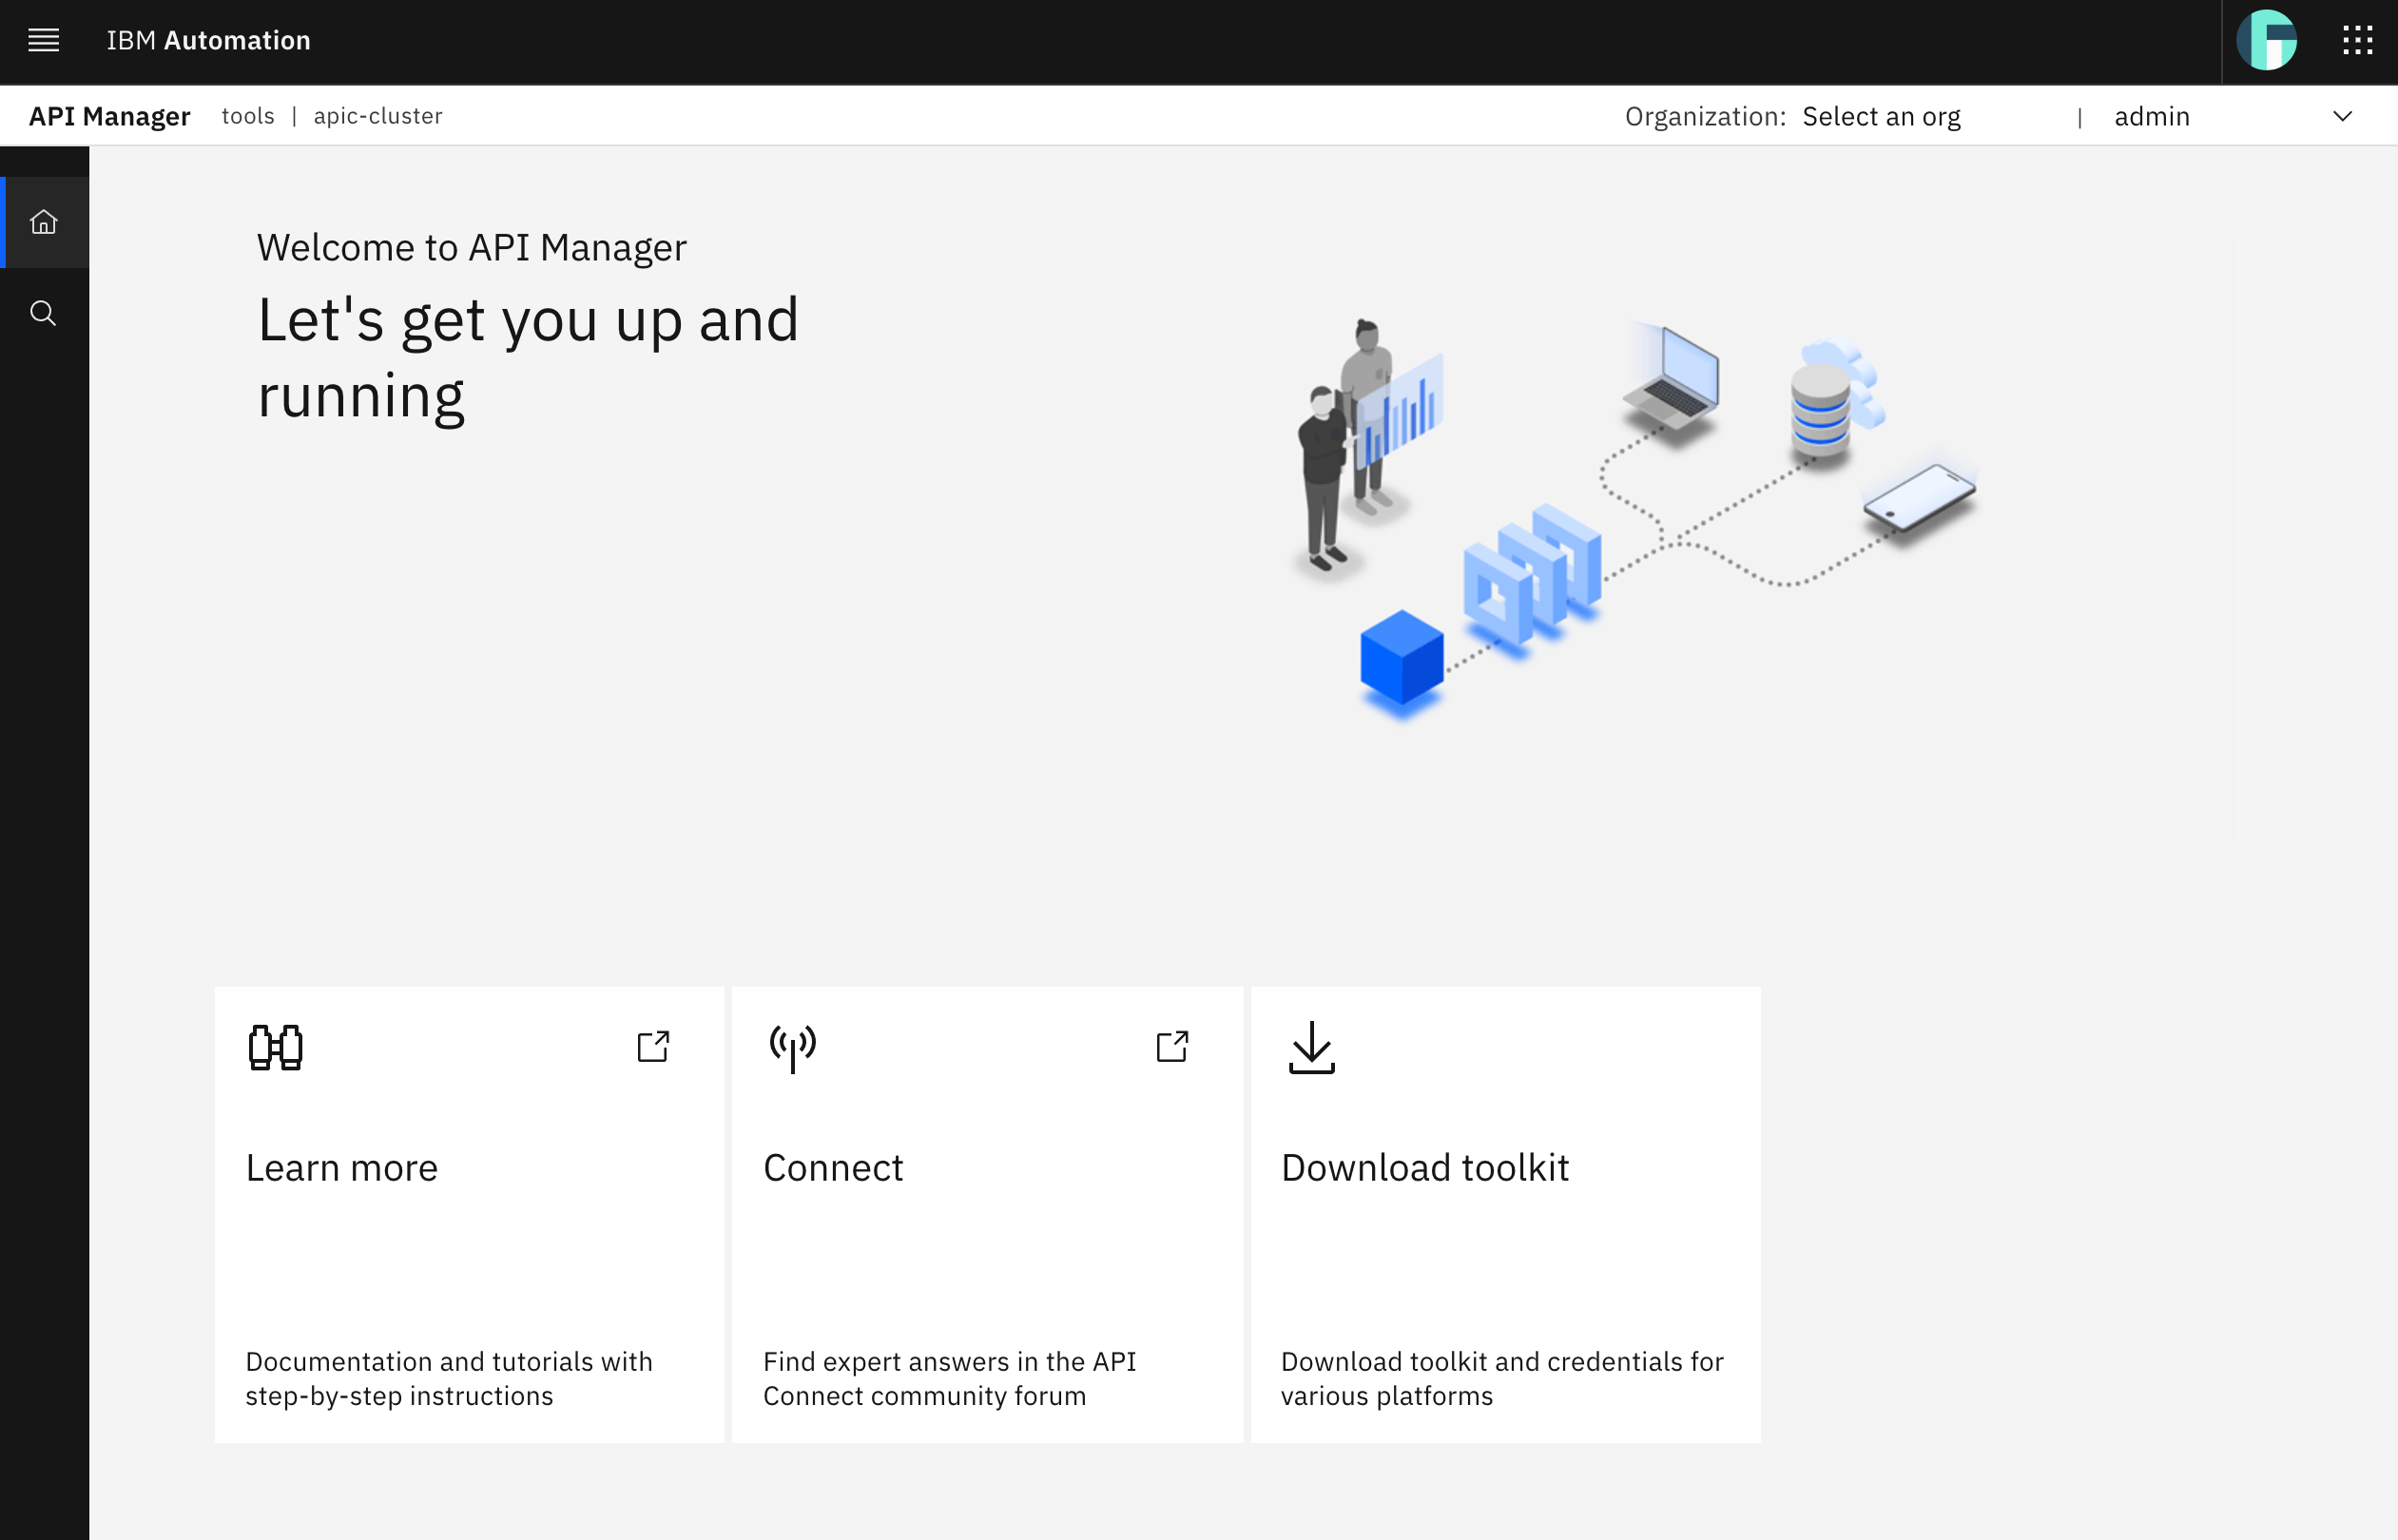 IBM Automation
API Manager tools | apic-cluster Organization: Select an org | admin
Welcome to API Manager
Let's get you up and
running
Learn more
Connect
Download toolkit
Documentation and tutorials with
step-by-step instructions
Find expert answers in the API
Connect community forum
Download toolkit and credentials for
various platforms